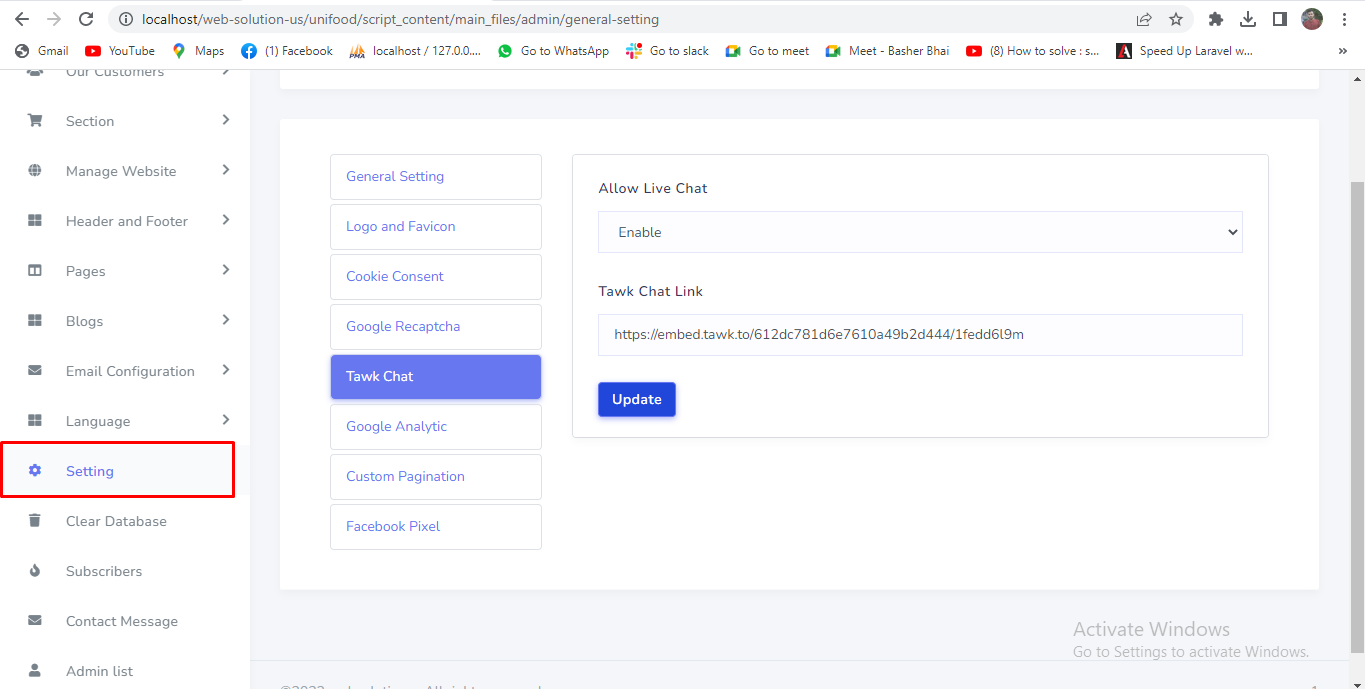 localhost/web-solution-us/unifood/script_content/main_files/admin/general-setting
Gmail YouTube Maps (1) Facebook localhost / 127.0.0.... Go to WhatsApp Go to slack Go to meet Meet - Basher Bhai (8) How to solve : s... Speed Up Laravel w... »
PMA
Our Customers
Section
Manage Website
Header and Footer
Pages
Blogs
Email Configuration
Language
Setting
Clear Database
Subscribers
Contact Message
Admin list
General Setting
Logo and Favicon
Cookie Consent
Google Recaptcha
Tawk Chat
Google Analytic
Custom Pagination
Facebook Pixel
Allow Live Chat
Enable
Tawk Chat Link
https://embed.tawk.to/612dc781d6e7610a49b2d444/1fedd6l9m
Update
Activate Windows
Go to Settings to activate Windows.